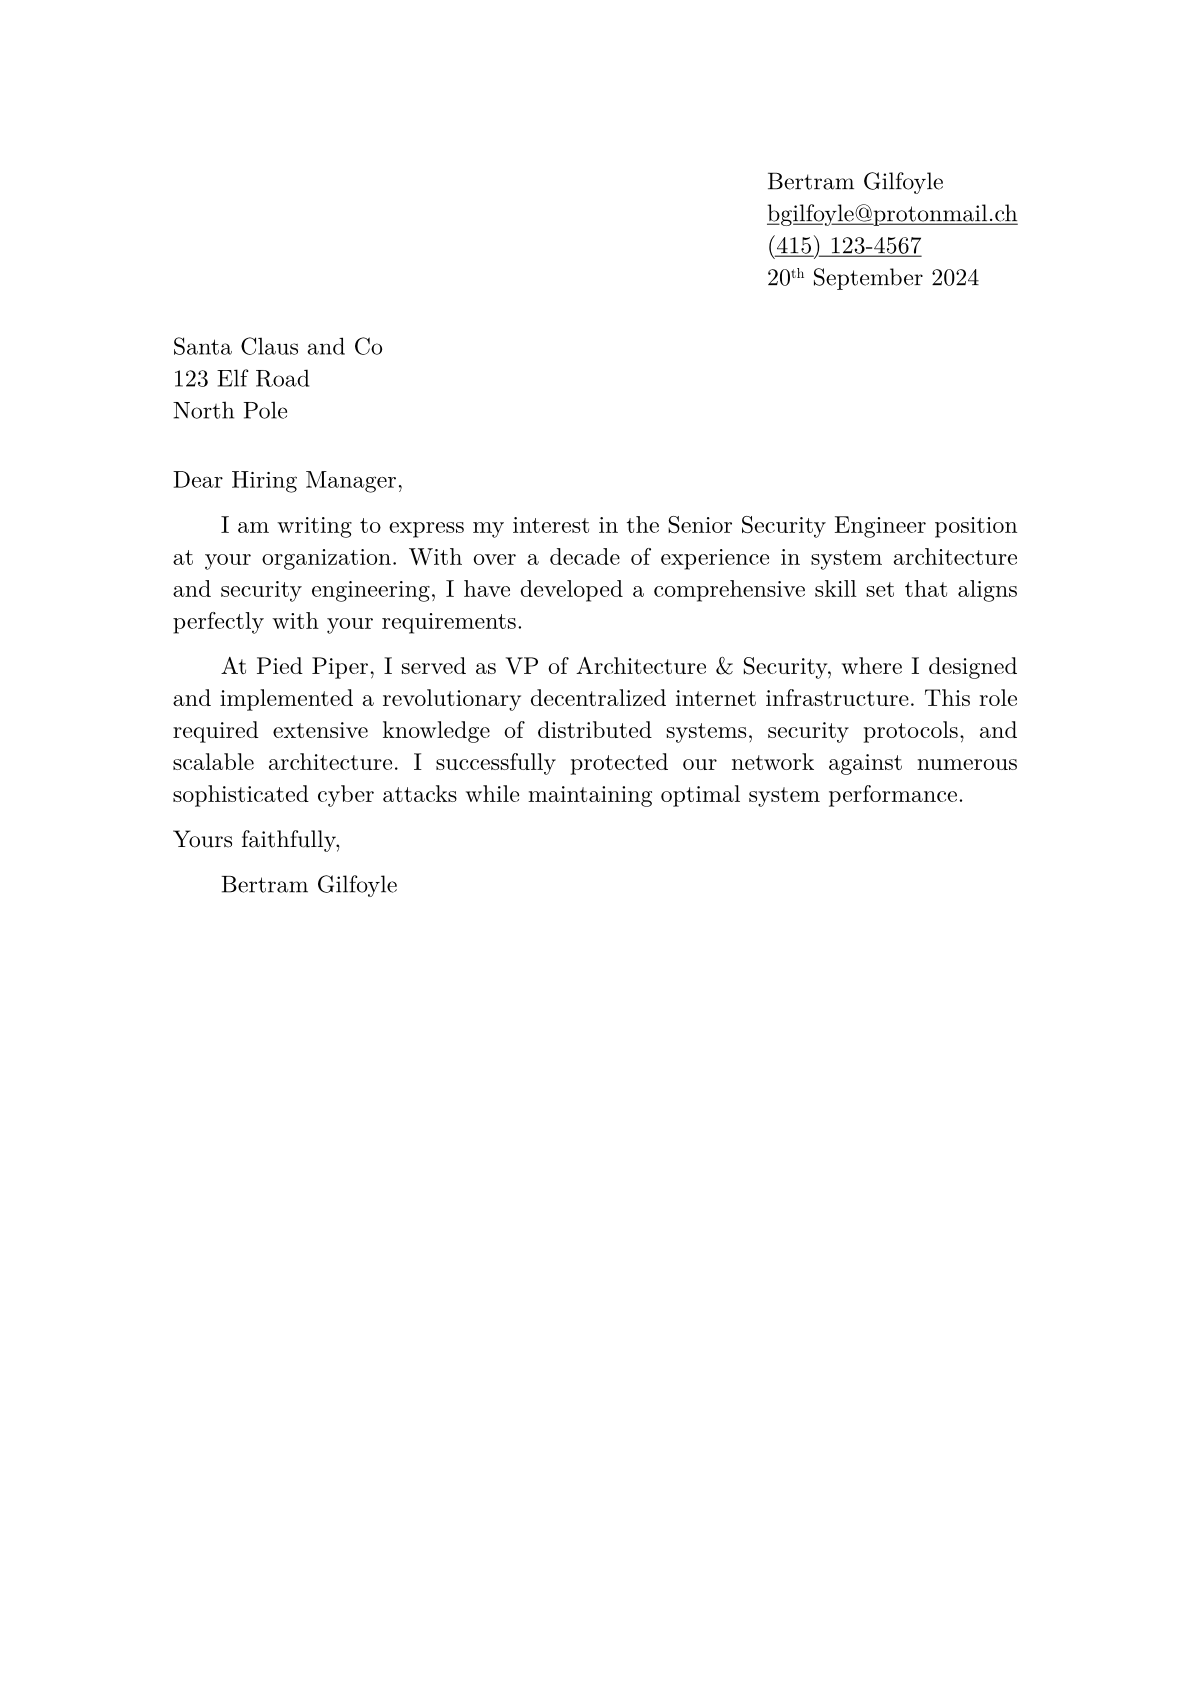 Bertram Gilfoyle
bgilfoyle@protonmail.ch
(415) 123-4567
20th September 2024
Santa Claus and Co
123 Elf Road
North Pole
Dear Hiring Manager,
I am writing to express my interest in the Senior Security Engineer position
at your organization. With over a decade of experience in system architecture
and security engineering, I have developed a comprehensive skill set that aligns
perfectly with your requirements.
At Pied Piper, I served as VP of Architecture & Security, where I designed
and implemented a revolutionary decentralized internet infrastructure. This role
required extensive knowledge of distributed systems, security protocols, and
scalable architecture. I successfully protected our network against numerous
sophisticated cyber attacks while maintaining optimal system performance.
Yours faithfully,
Bertram Gilfoyle